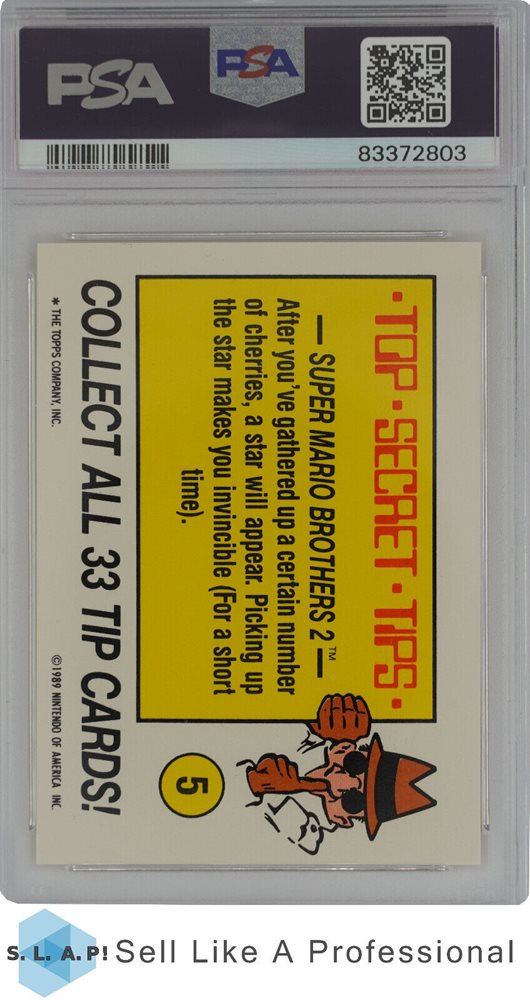 PSA
PSA
83372803
·TOP·SECRET·TIPS·
— SUPER MARIO BROTHERS 2™ —
After you've gathered up a certain number
of cherries, a star will appear. Picking up
the star makes you invincible (For a short
time).
5
COLLECT ALL 33 TIP CARDS!
* THE TOPPS COMPANY, INC.
©1989 NINTENDO OF AMERICA INC.
S. L. A. P! Sell Like A Professional